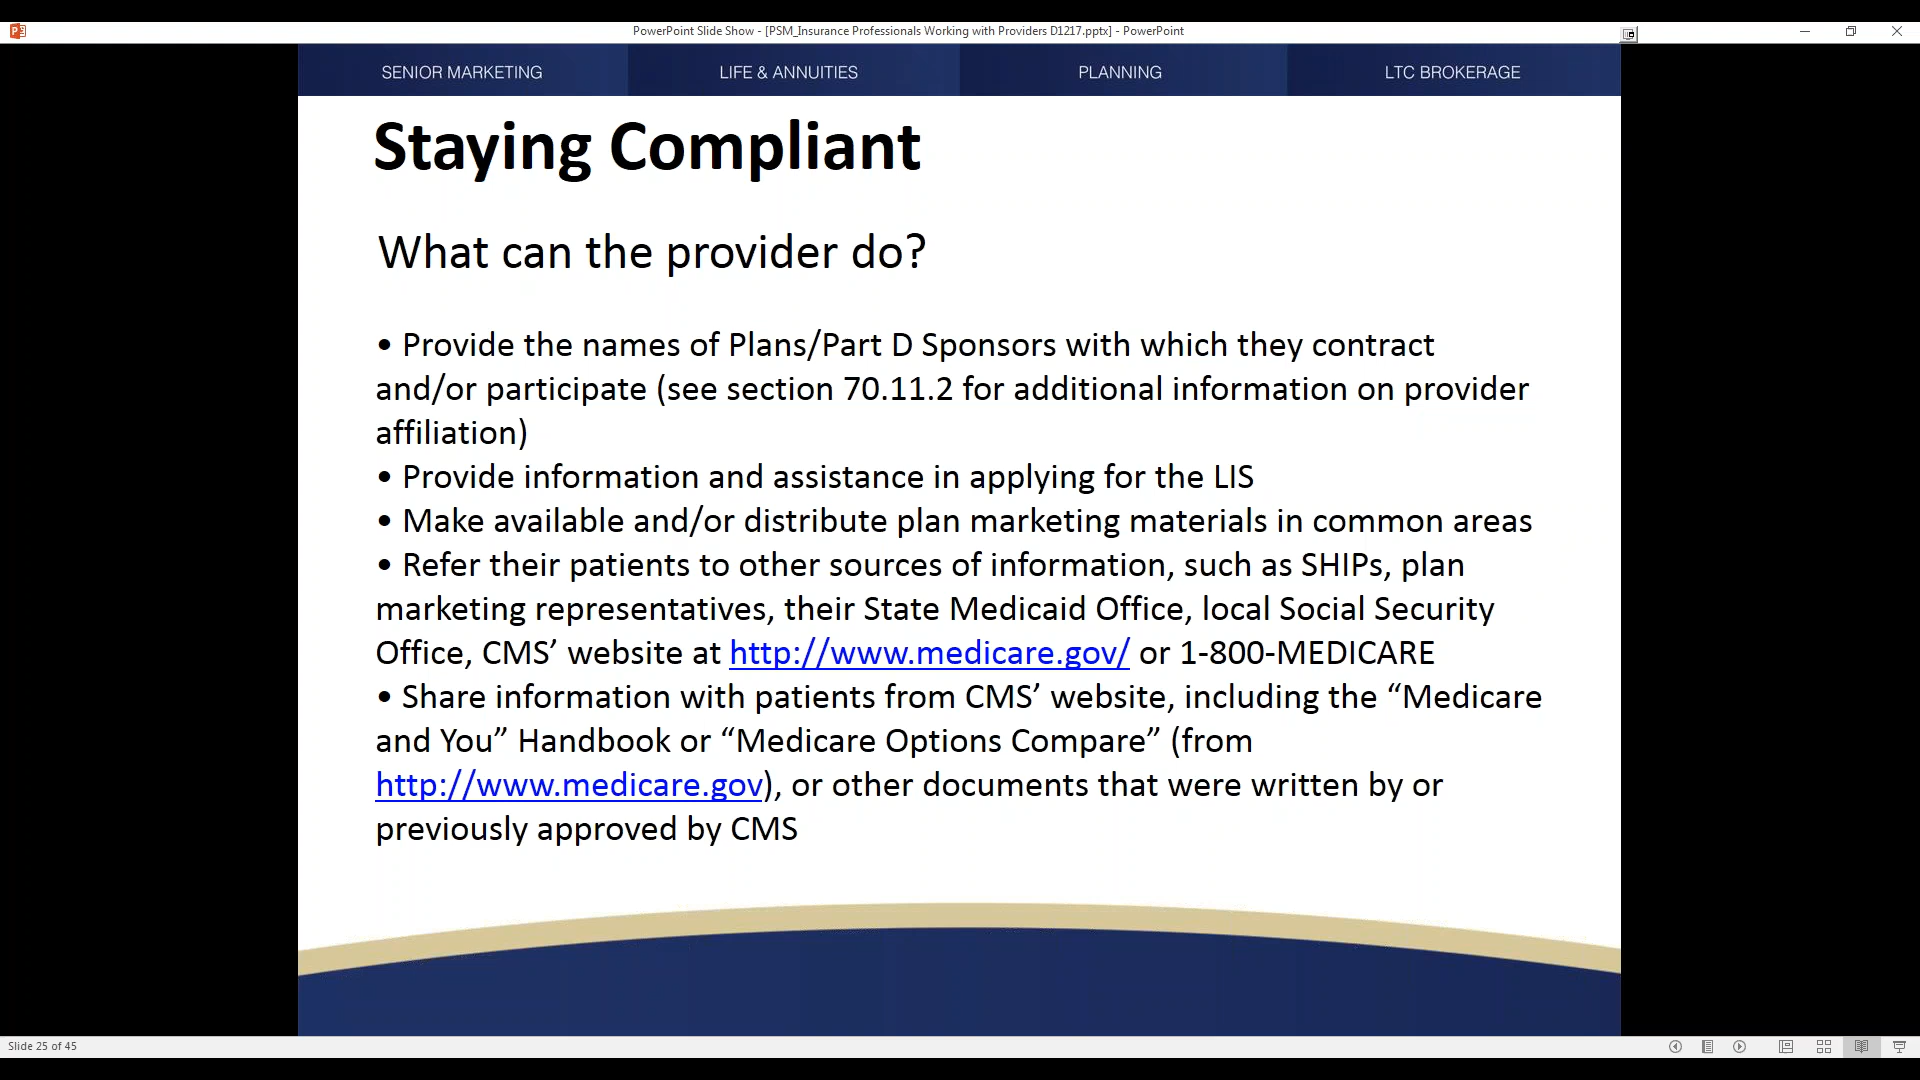 PowerPoint Slide Show - [PSM_Insurance Professionals Working with Providers D1217.pptx] - PowerPoint
SENIOR MARKETING
LIFE & ANNUITIES
PLANNING
LTC BROKERAGE
Staying Compliant
What can the provider do?
• Provide the names of Plans/Part D Sponsors with which they contract
and/or participate (see section 70.11.2 for additional information on provider
affiliation)
• Provide information and assistance in applying for the LIS
• Make available and/or distribute plan marketing materials in common areas
• Refer their patients to other sources of information, such as SHIPs, plan
marketing representatives, their State Medicaid Office, local Social Security
Office, CMS’ website at http://www.medicare.gov/ or 1-800-MEDICARE
• Share information with patients from CMS’ website, including the “Medicare
and You” Handbook or “Medicare Options Compare” (from
http://www.medicare.gov), or other documents that were written by or
previously approved by CMS
Slide 25 of 45